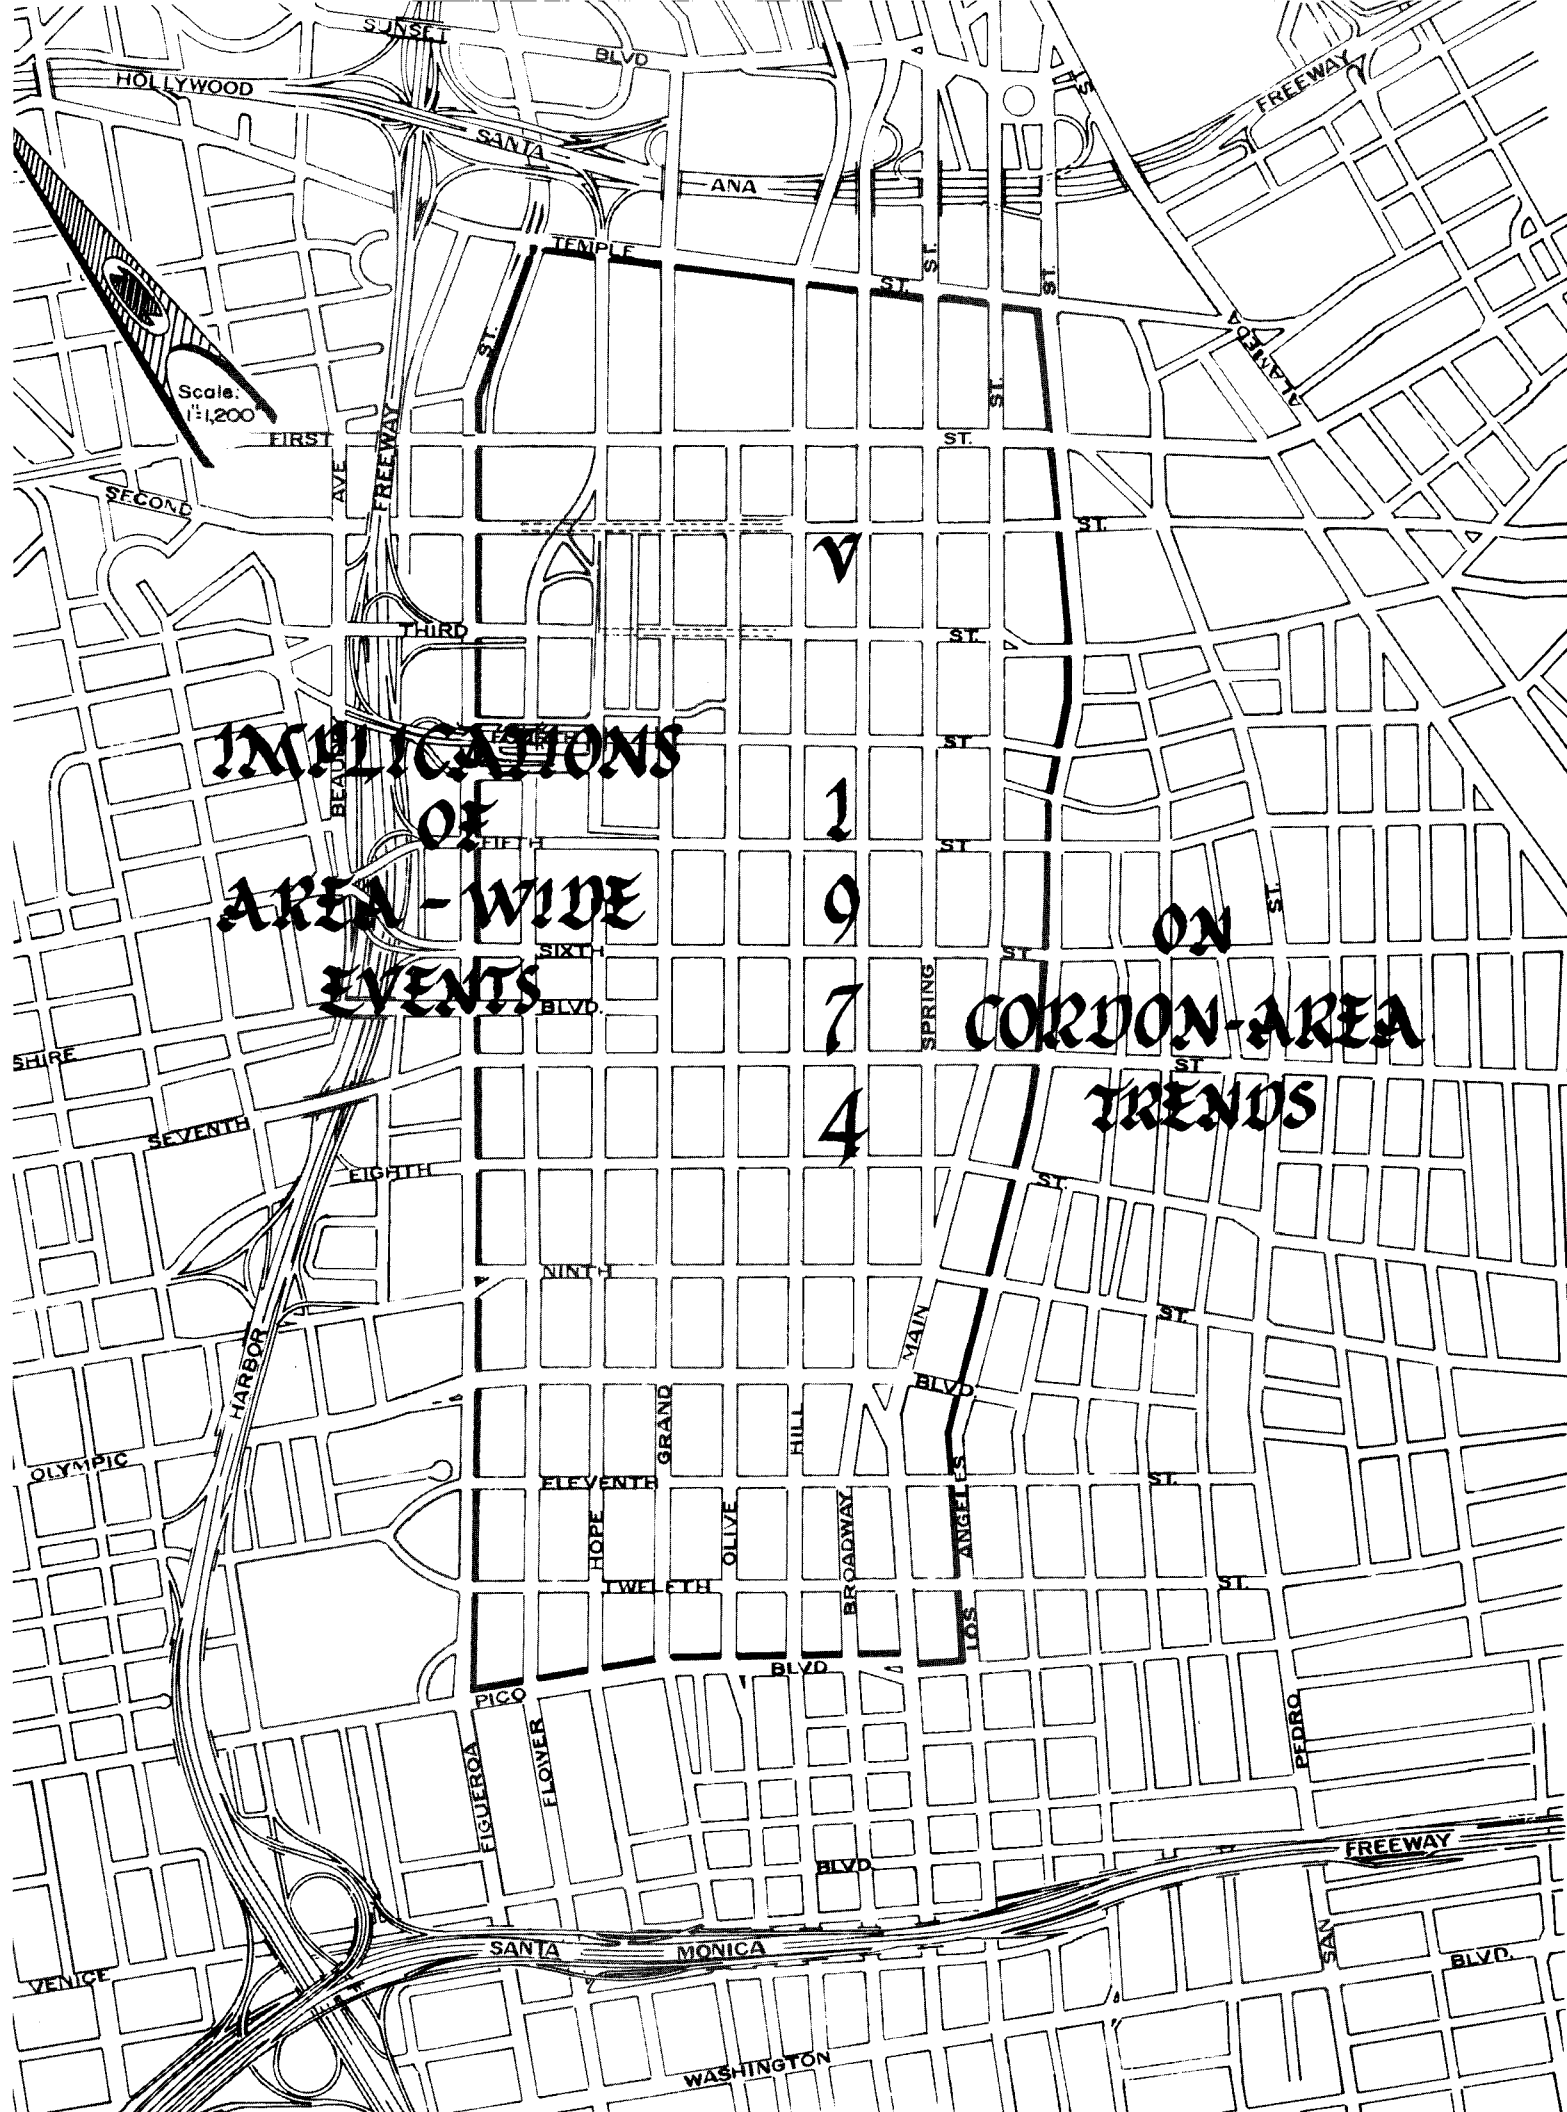 SUNSET
BLVD
HOLLYWOOD
FREEWAY
ST.
SANTA
ANA
TEMPLE
ST.
ST.
ST.
ST.
Scale:
1"=1,200'
ST.
ALAMEDA
FREEWAY
FIRST
ST.
AVE
SECOND
ST.
V
THIRD
ST.
IMPLICATIONS
OF
AREA-WIDE
EVENTS
1
9
7
4
ON
CORDON-AREA
TRENDS
ST
FIFTH
ST
ST.
SIXTH
ST
BLVD.
SPRING
SHIRE
ST
SEVENTH
EIGHTH
ST.
NINTH
ST.
MAIN
HARBOR
BLVD.
GRAND
HILL
OLYMPIC
ELEVENTH
ST.
HOPE
OLIVE
BROADWAY
ANGELES
TWELFTH
ST.
LOS
BLVD
PICO
FIGUEROA
FLOWER
PEDRO
FREEWAY
BLVD.
SANTA
MONICA
SAN
BLVD.
VENICE
WASHINGTON